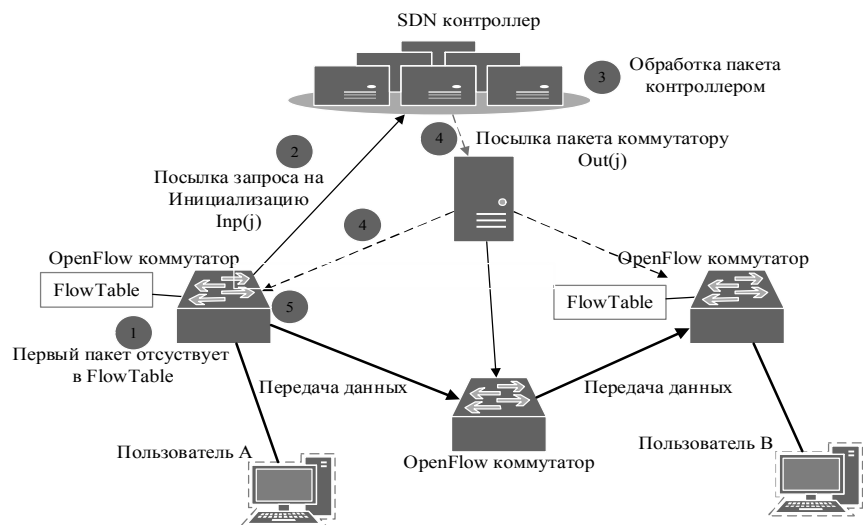 SDN контроллер
3
Обработка пакета
контроллером
2
4
Посылка пакета коммутатору
Out(j)
Посылка запроса на
Инициализацию
Inp(j)
4
OpenFlow коммутатор
OpenFlow коммутатор
FlowTable
FlowTable
5
1
Первый пакет отсуствует
в FlowTable
Передача данных
Передача данных
Пользователь A
Пользователь B
OpenFlow коммутатор